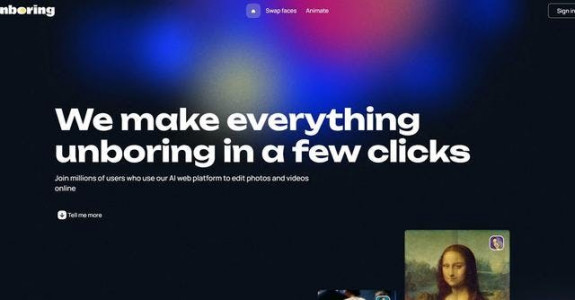 nboring
Swap faces
Animate
Sign in
We make everything
unboring in a few clicks
Join millions of users who use our AI web platform to edit photos and videos
online
Tell me more